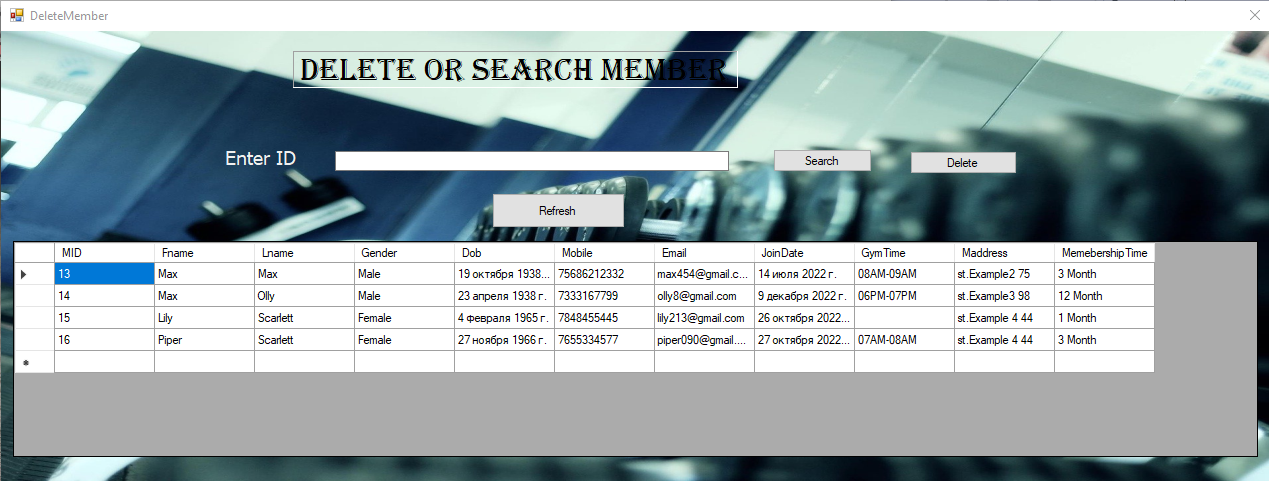 DeleteMember
DELETE OR SEARCH MEMBER
Enter ID Search Delete
Refresh
MID Fname Lname Gender Dob Mobile Email JoinDate GymTime Maddress MemebershipTime
13 Max Max Male 19 октября 1938... 75686212332 max454@gmail.c... 14 июля 2022 г. 08AM-09AM st.Example2 75 3 Month
14 Max Olly Male 23 апреля 1938 г. 7333167799 olly8@gmail.com 9 декабря 2022 г. 06PM-07PM st.Example3 98 12 Month
15 Lily Scarlett Female 4 февраля 1965 г. 7848455445 lily213@gmail.com 26 октября 2022... st.Example 4 44 1 Month
16 Piper Scarlett Female 27 ноября 1966 г. 7655334577 piper090@gmail.... 27 октября 2022... 07AM-08AM st.Example 4 44 3 Month